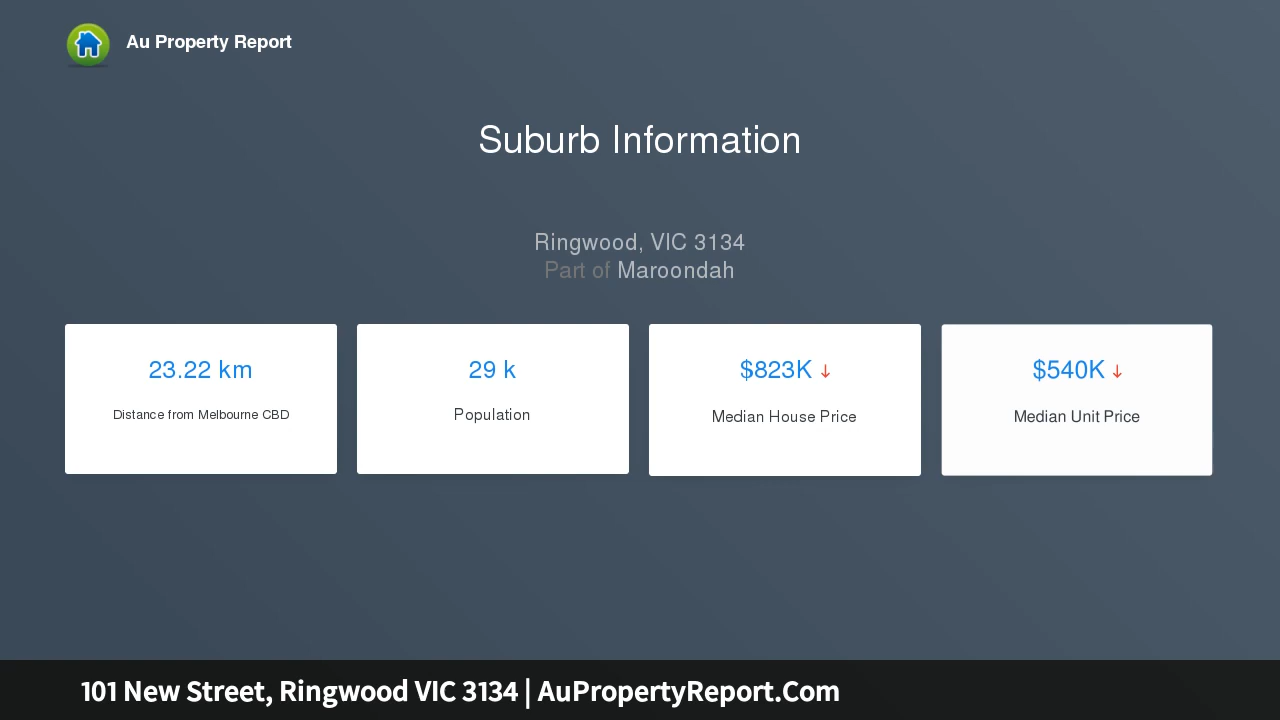 Au Property Report
Suburb Information
Ringwood, VIC 3134
Part of Maroondah
23.22 km
Distance from Melbourne CBD
29 k
Population
$823K ↓
Median House Price
$540K ↓
Median Unit Price
101 New Street, Ringwood VIC 3134 | AuPropertyReport.Com